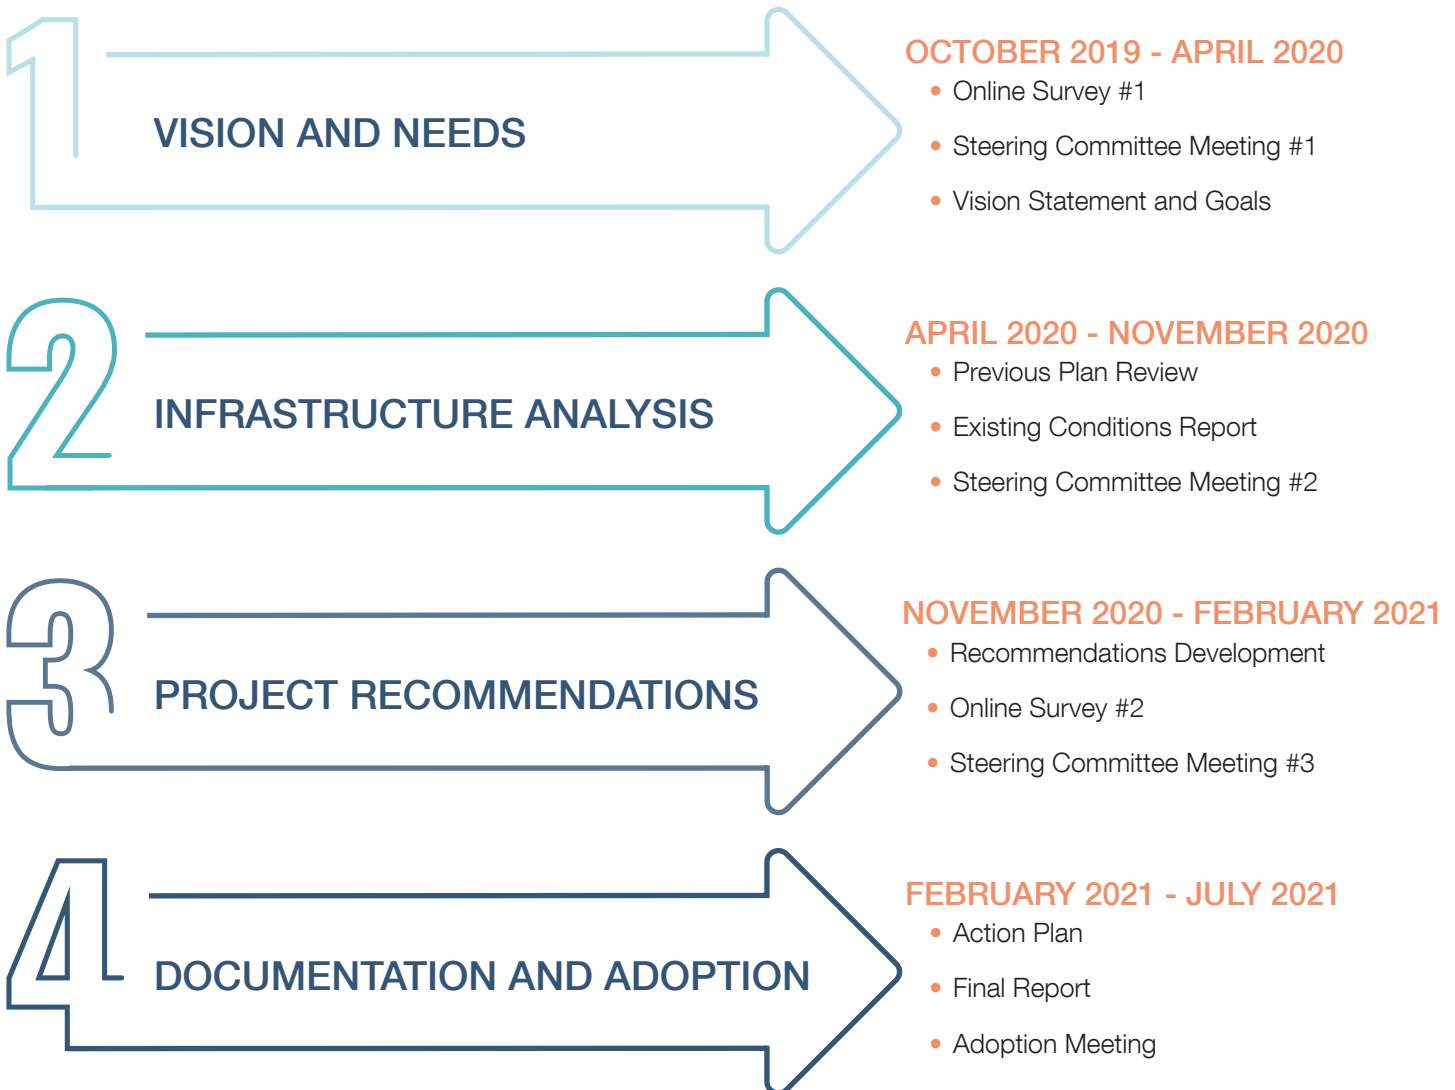 1
VISION AND NEEDS
OCTOBER 2019 - APRIL 2020
• Online Survey #1
• Steering Committee Meeting #1
• Vision Statement and Goals
2
INFRASTRUCTURE ANALYSIS
APRIL 2020 - NOVEMBER 2020
• Previous Plan Review
• Existing Conditions Report
• Steering Committee Meeting #2
3
PROJECT RECOMMENDATIONS
NOVEMBER 2020 - FEBRUARY 2021
• Recommendations Development
• Online Survey #2
• Steering Committee Meeting #3
4
DOCUMENTATION AND ADOPTION
FEBRUARY 2021 - JULY 2021
• Action Plan
• Final Report
• Adoption Meeting